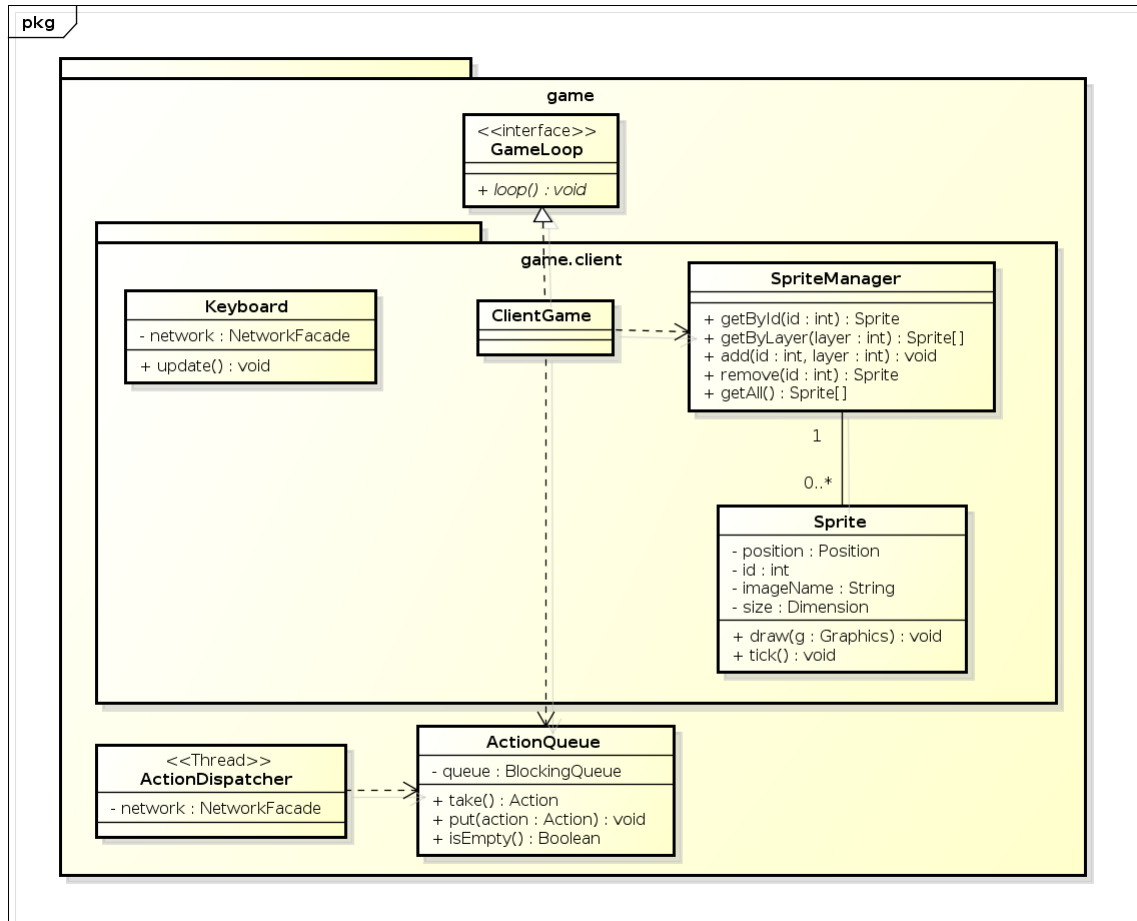 pkg
game
<<interface>>
GameLoop
+ loop() : void
game.client
Keyboard
- network : NetworkFacade
+ update() : void
ClientGame
SpriteManager
+ getById(id : int) : Sprite
+ getByLayer(layer : int) : Sprite[]
+ add(id : int, layer : int) : void
+ remove(id : int) : Sprite
+ getAll() : Sprite[]
1
0..*
Sprite
- position : Position
- id : int
- imageName : String
- size : Dimension
+ draw(g : Graphics) : void
+ tick() : void
<<Thread>>
ActionDispatcher
- network : NetworkFacade
ActionQueue
- queue : BlockingQueue
+ take() : Action
+ put(action : Action) : void
+ isEmpty() : Boolean